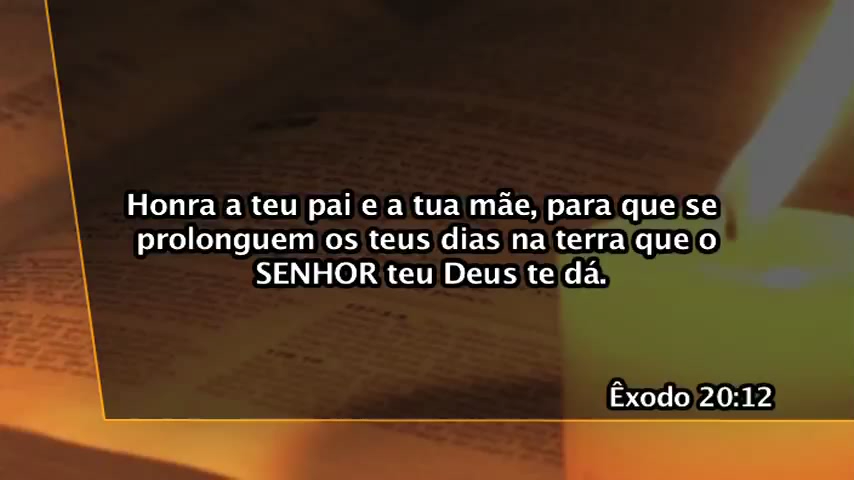 Honra a teu pai e a tua mãe, para que se
prolonguem os teus dias na terra que o
SENHOR teu Deus te dá.
Êxodo 20:12